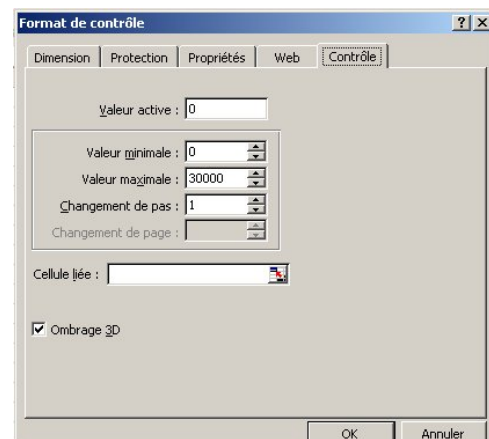 Format de contrôle
Dimension Protection Propriétés Web Contrôle
Valeur active : 0
Valeur minimale : 0
Valeur maximale : 30000
Changement de pas : 1
Changement de page :
Cellule liée :
Ombrage 3D
OK Annuler